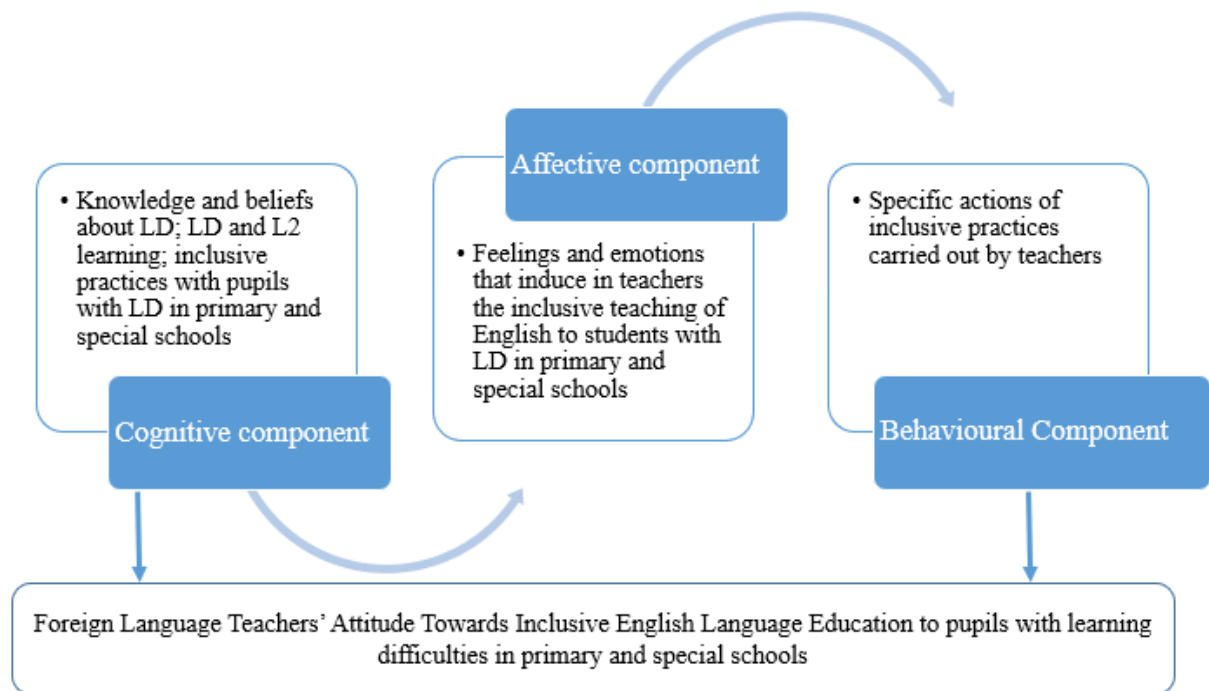 • Knowledge and beliefs
about LD; LD and L2
learning; inclusive
practices with pupils
with LD in primary and
special schools
Cognitive component
Affective component
• Feelings and emotions
that induce in teachers
the inclusive teaching of
English to students with
LD in primary and
special schools
• Specific actions of
inclusive practices
carried out by teachers
Behavioural Component
Foreign Language Teachers’ Attitude Towards Inclusive English Language Education to pupils with learning
difficulties in primary and special schools